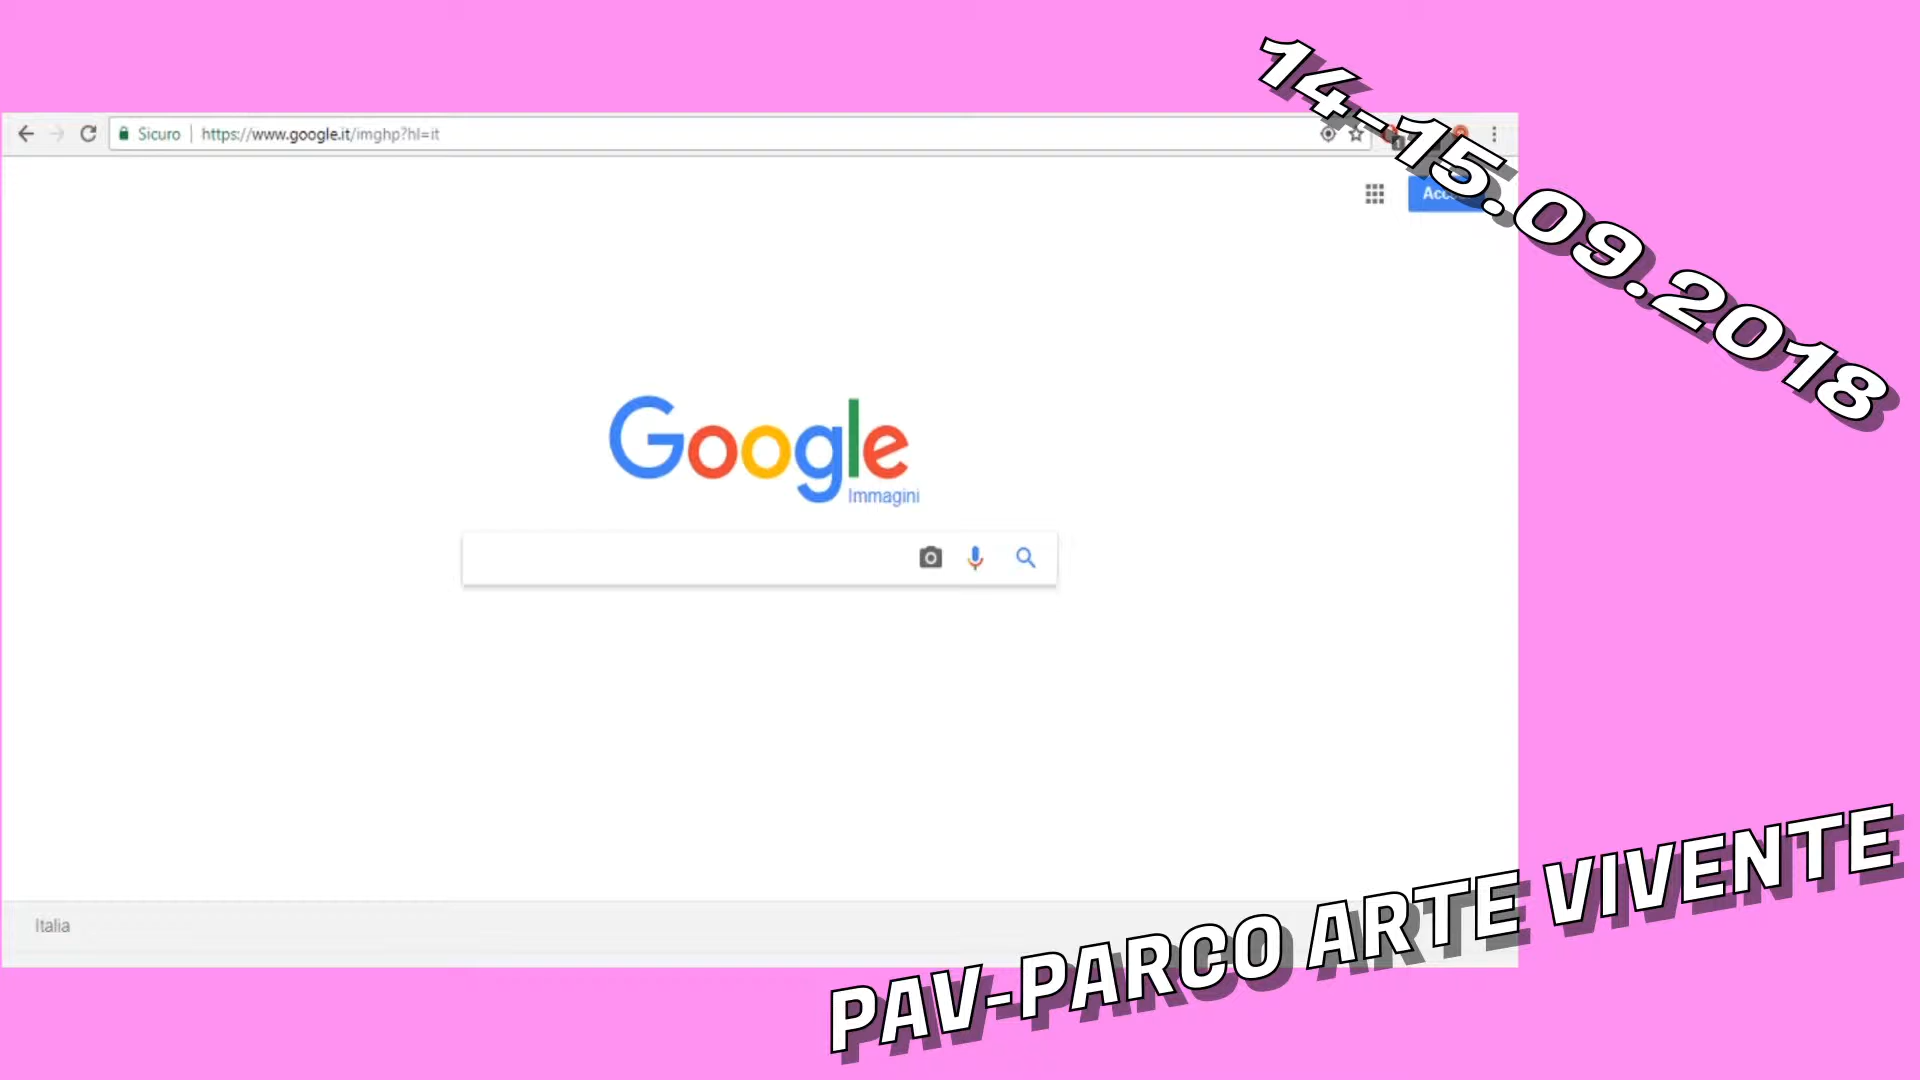 14-15.09.2018
Sicuro
https://www.google.it/imghp?hl=it
Google
Immagini
Italia
PAV-PARCO ARTE VIVENTE